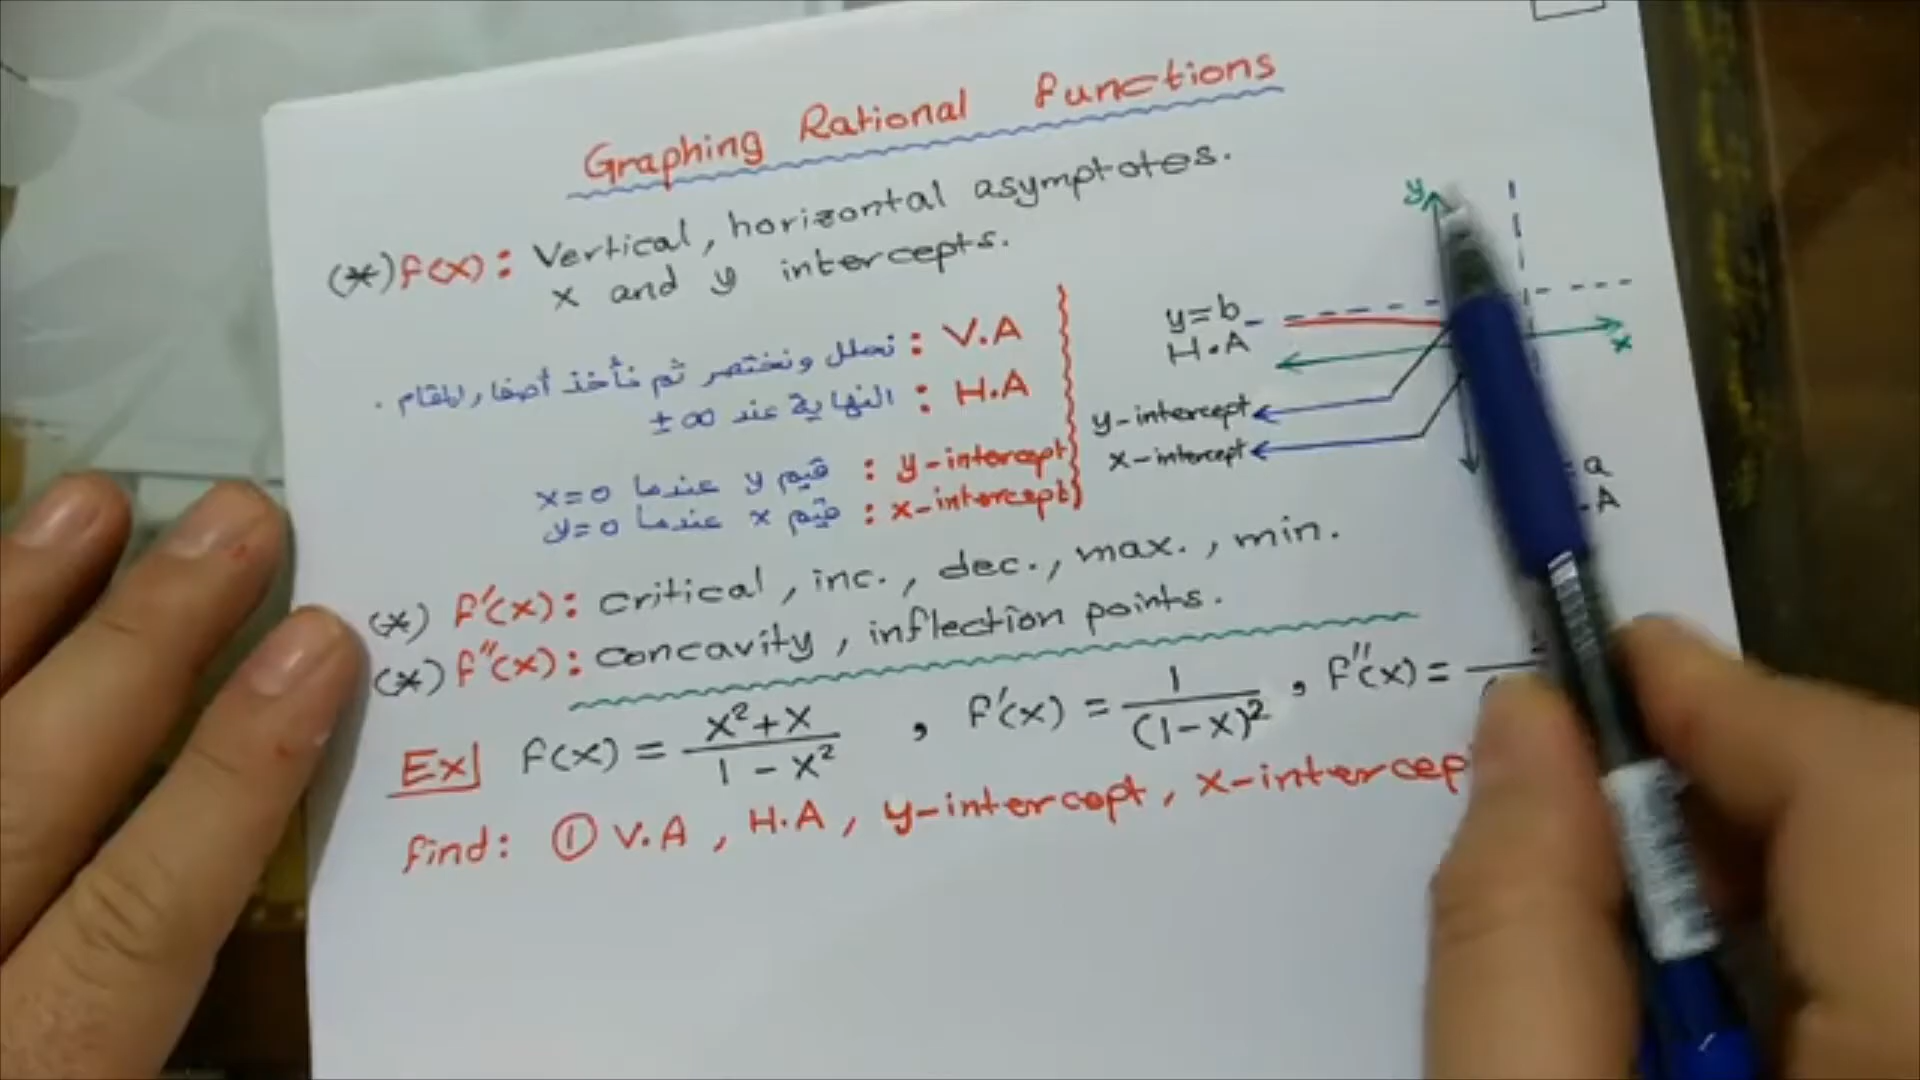 Graphing Rational functions
(*) f(x): Vertical, horizontal asymptotes.
x and y intercepts.
V.A : نحلل ونختصر ثم نأخذ أصفار المقام .
H.A : النهاية عند ±∞
y-intercept : قيم y عندما x=0
x-intercept : قيم x عندما y=0
y
x
y=b
H.A
y-intercept
x-intercept
a
A
(*) f'(x): critical, inc., dec., max., min.
(*) f''(x): concavity, inflection points.
Ex] f(x) = x²+x / 1-x² , f'(x) = 1 / (1-x)² , f''(x) =
find: ① V.A , H.A , y-intercept , x-intercep